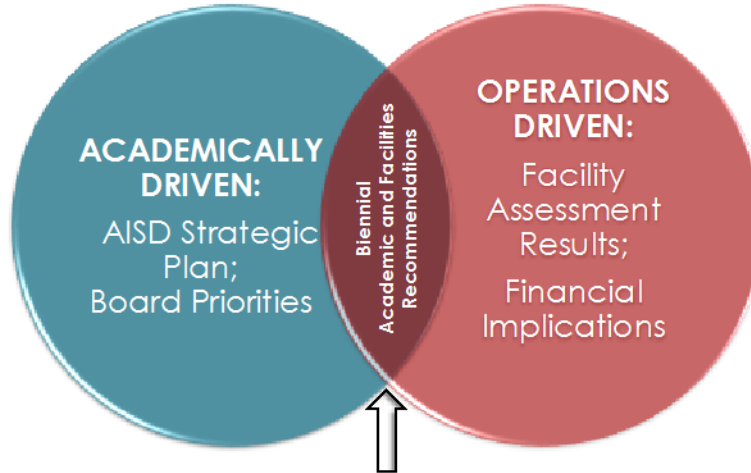 ACADEMICALLY
DRIVEN:
AISD Strategic
Plan;
Board Priorities
Biennial
Academic and Facilities
Recommendations
OPERATIONS
DRIVEN:
Facility
Assessment
Results;
Financial
Implications